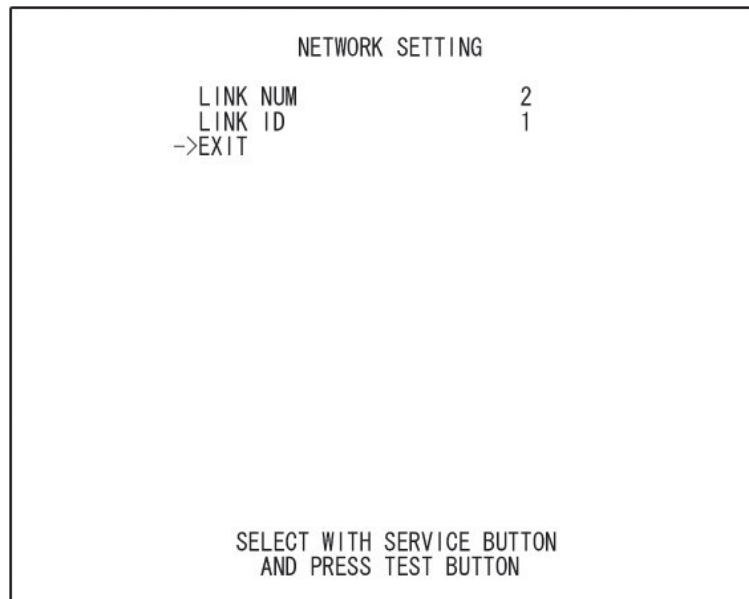 NETWORK SETTING
LINK NUM 2
LINK ID 1
->EXIT
SELECT WITH SERVICE BUTTON
AND PRESS TEST BUTTON